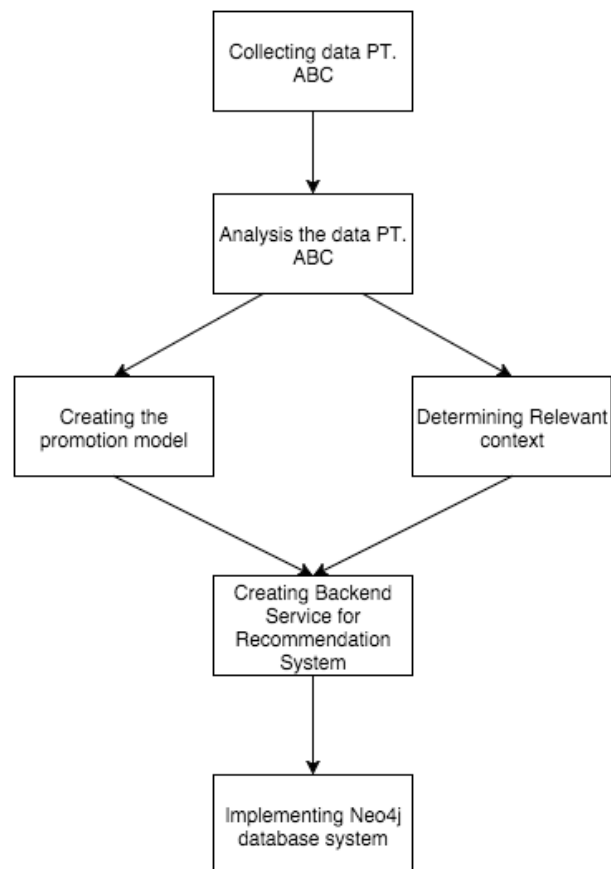 Collecting data PT.
ABC
Analysis the data PT.
ABC
Creating the
promotion model
Determining Relevant
context
Creating Backend
Service for
Recommendation
System
Implementing Neo4j
database system